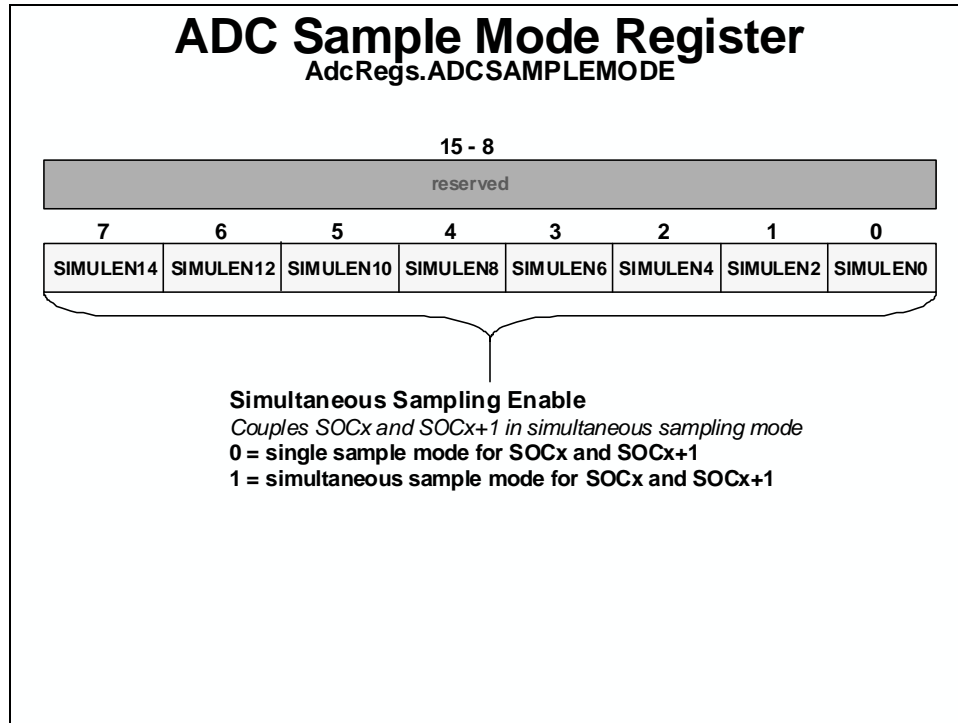 ADC Sample Mode Register
AdcRegs.ADCSAMPLEMODE
15 - 8
reserved
7 6 5 4 3 2 1 0
SIMULEN14 SIMULEN12 SIMULEN10 SIMULEN8 SIMULEN6 SIMULEN4 SIMULEN2 SIMULEN0
Simultaneous Sampling Enable
Couples SOCx and SOCx+1 in simultaneous sampling mode
0 = single sample mode for SOCx and SOCx+1
1 = simultaneous sample mode for SOCx and SOCx+1